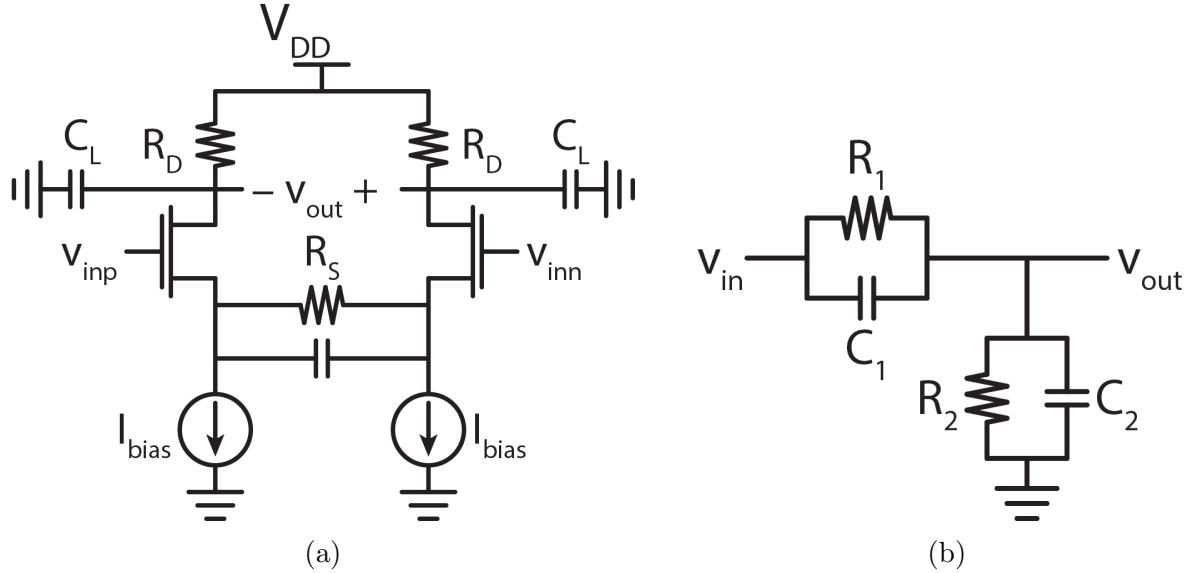 V_DD
C_L
R_D
R_D
C_L
− v_out +
v_inp
R_S
v_inn
I_bias
I_bias
(a)
R_1
v_in
v_out
C_1
R_2
C_2
(b)